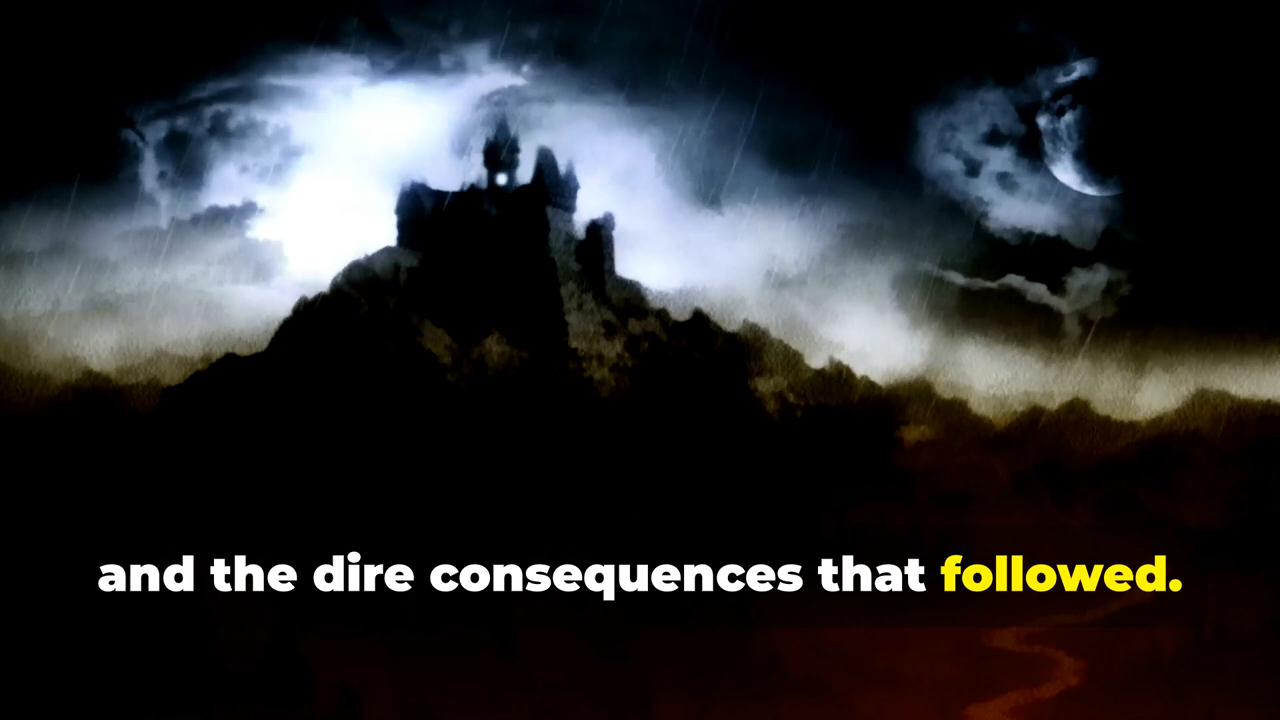 and the dire consequences that followed.